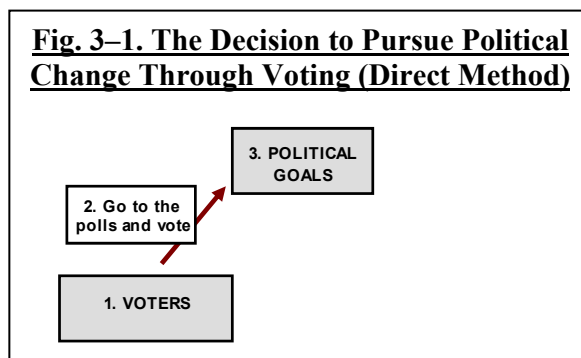 Fig. 3–1. The Decision to Pursue Political
Change Through Voting (Direct Method)
3. POLITICAL
GOALS
2. Go to the
polls and vote
1. VOTERS